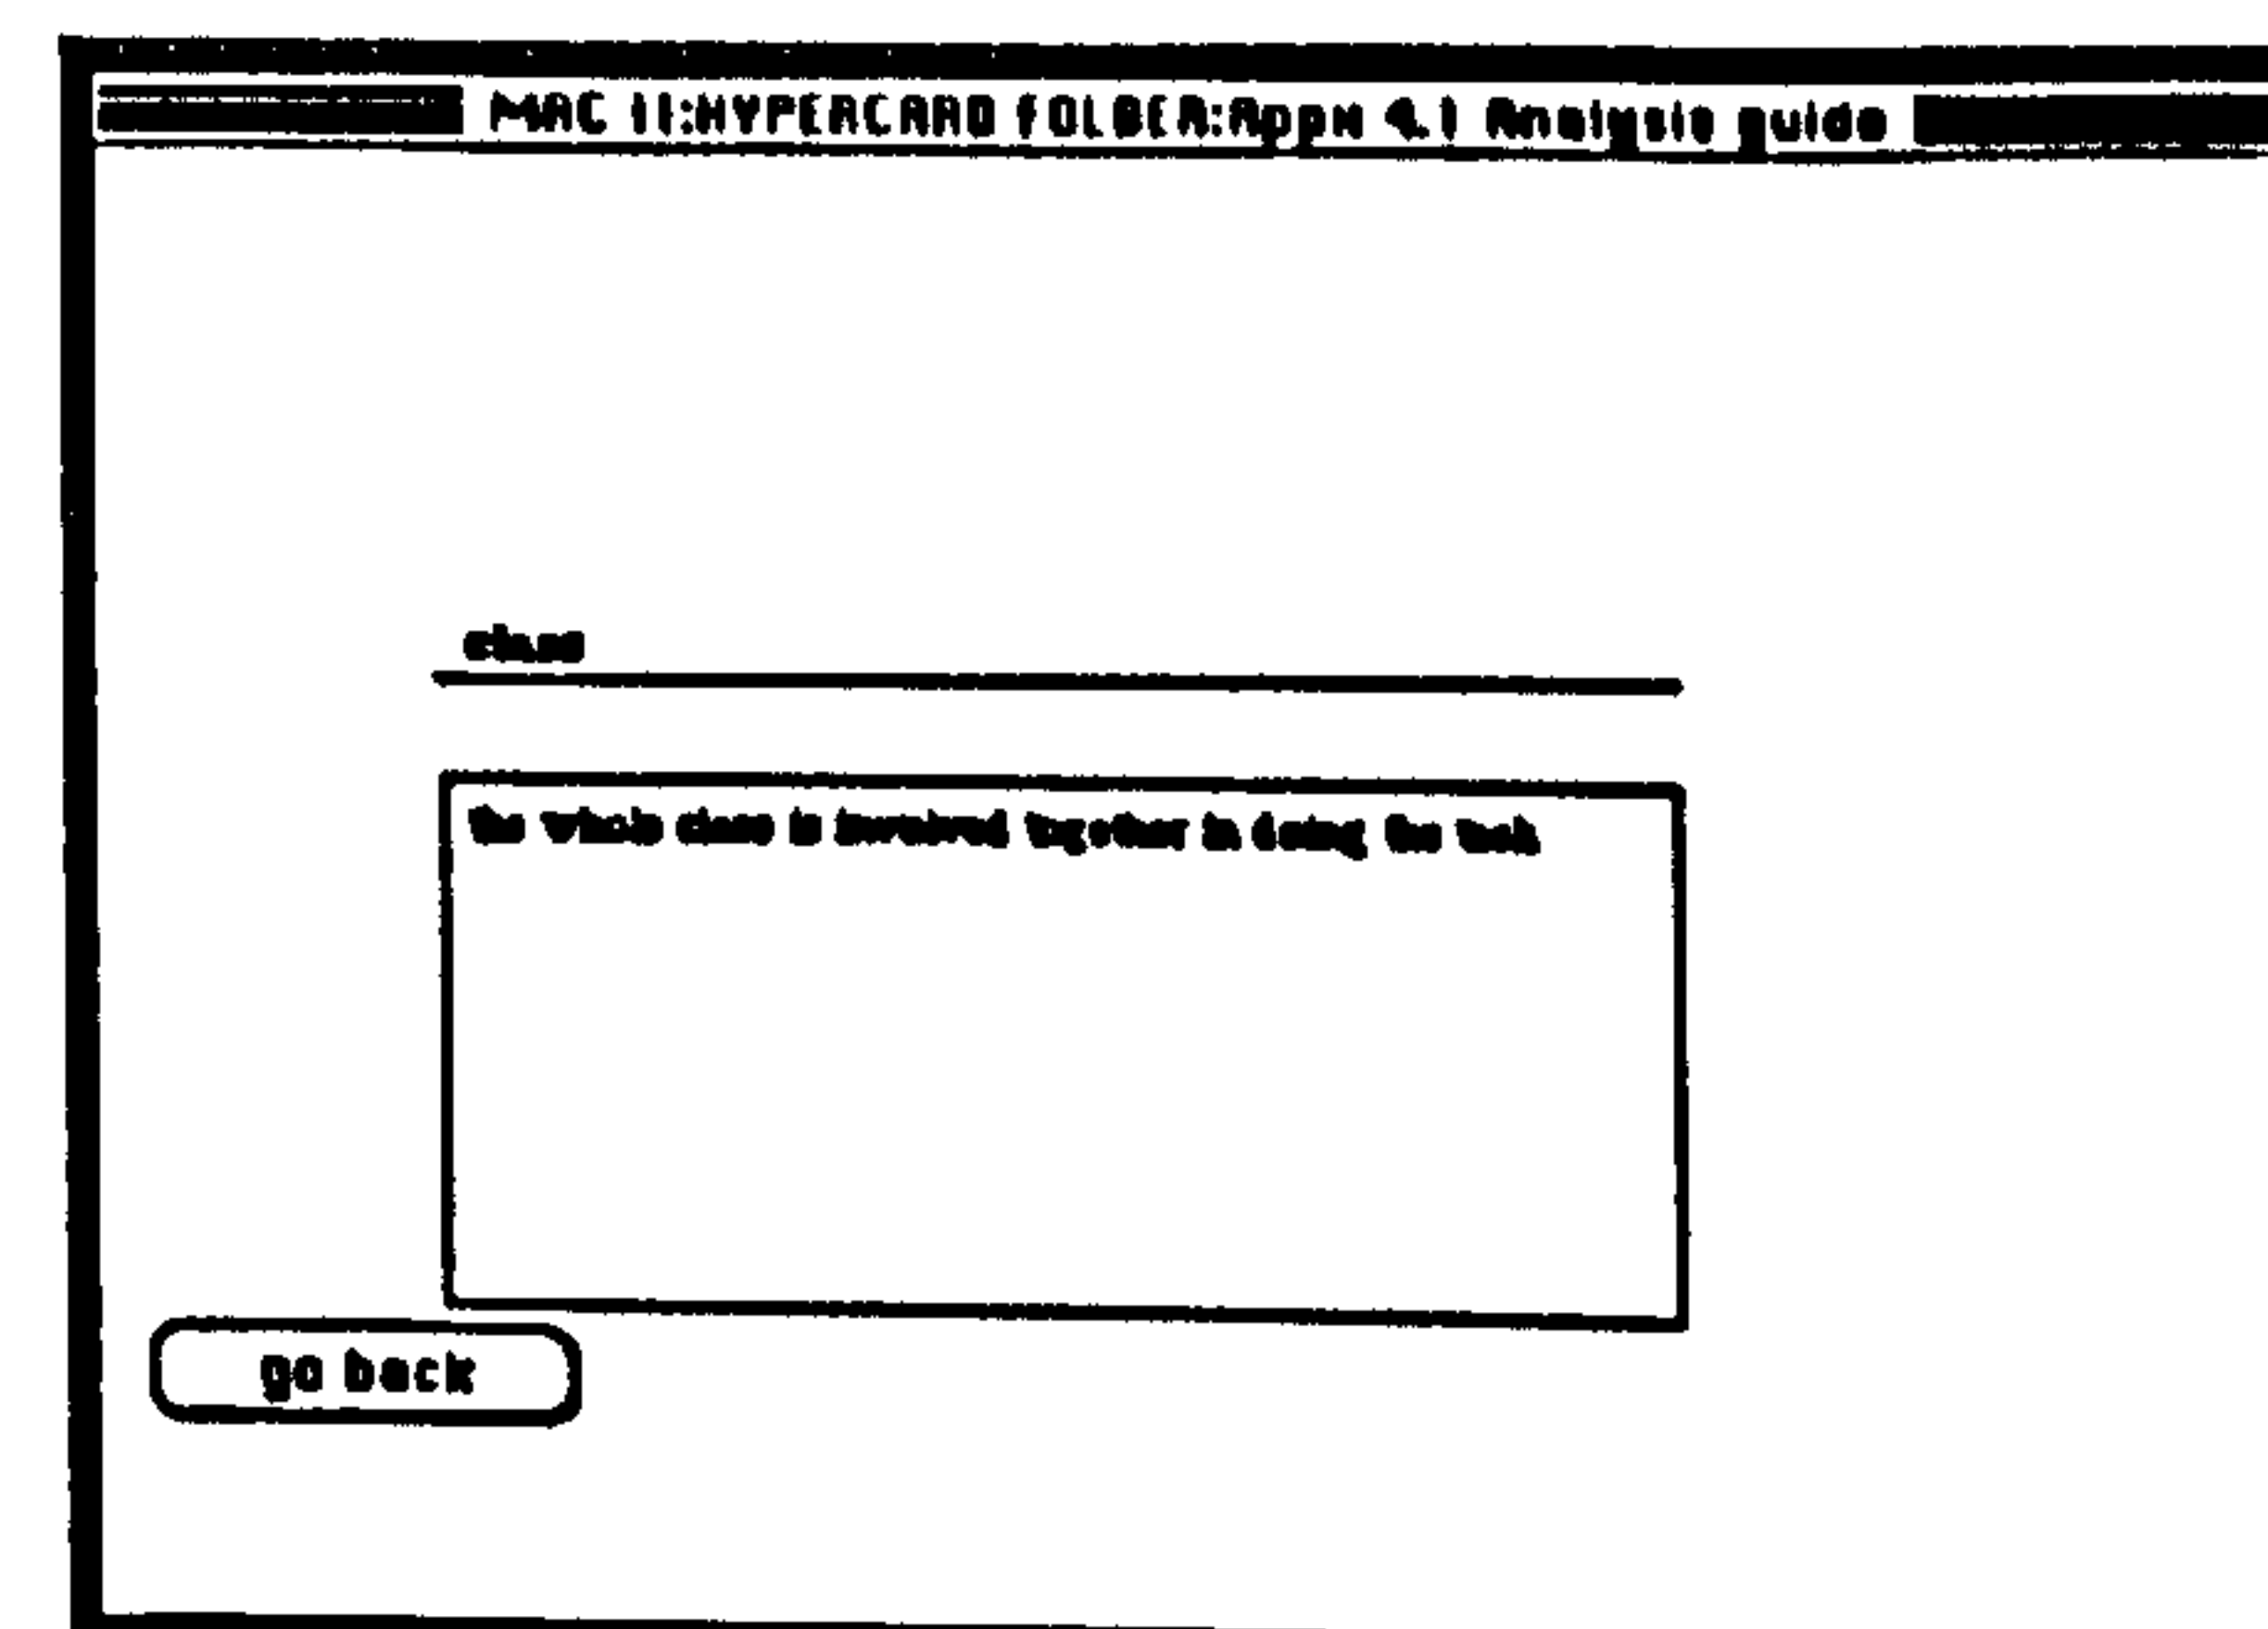 MAC II:HYPERCARD FOLDER:Appx 4.1 Analysis guide
class
the whole class is involved together in doing the task
go back